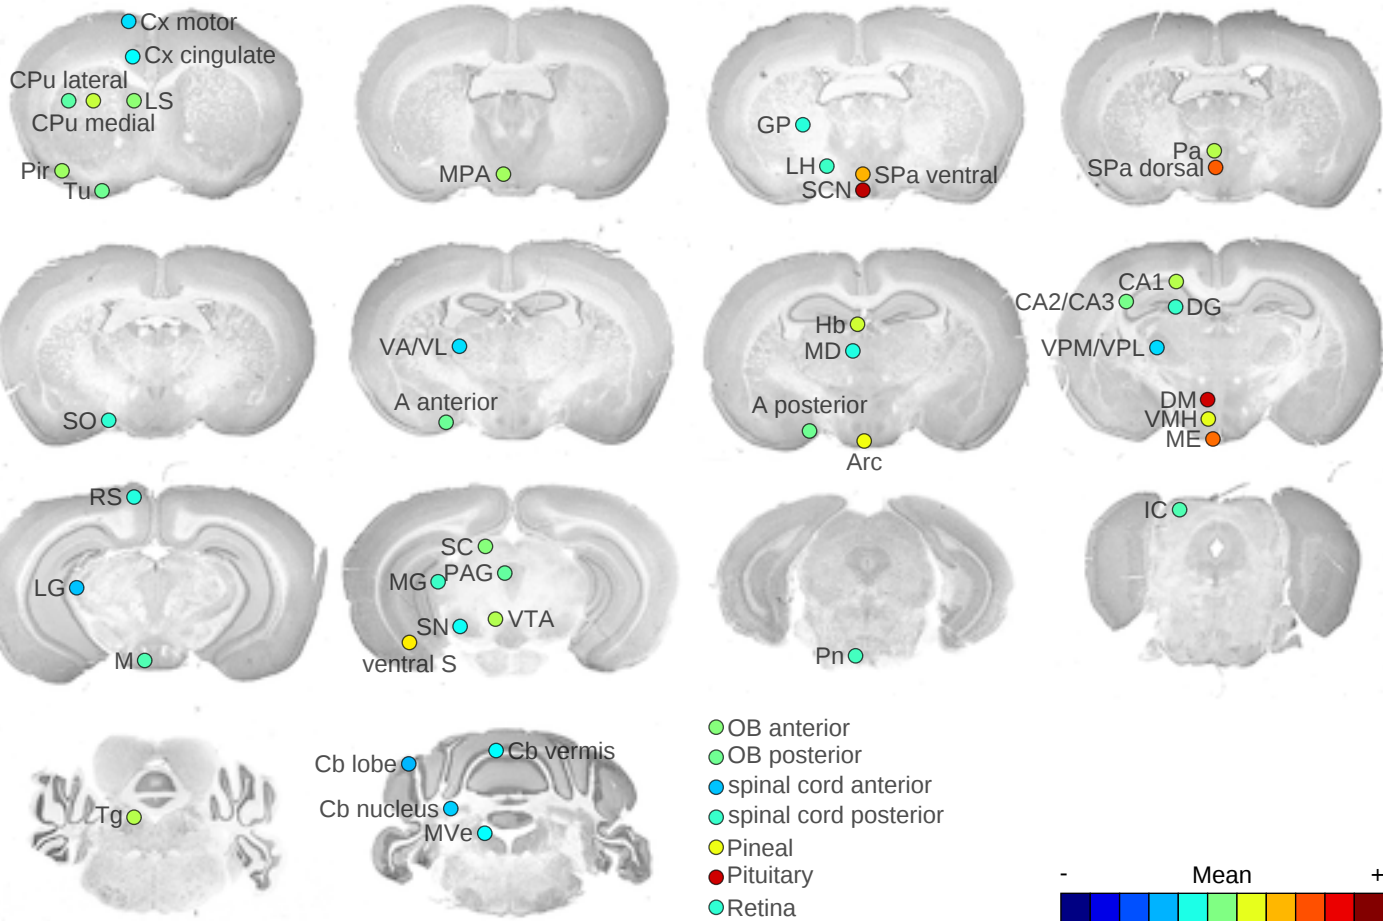 Cx motor
Cx cingulate
CPu lateral
LS
CPu medial
Pir
Tu
MPA
GP
LH
SPa ventral
SCN
Pa
SPa dorsal
SO
VA/VL
A anterior
Hb
MD
A posterior
Arc
CA1
CA2/CA3
DG
VPM/VPL
DM
VMH
ME
RS
LG
M
SC
PAG
MG
VTA
SN
ventral S
Pn
IC
Tg
Cb lobe
Cb vermis
Cb nucleus
MVe
OB anterior
OB posterior
spinal cord anterior
spinal cord posterior
Pineal
Pituitary
Retina
- Mean +